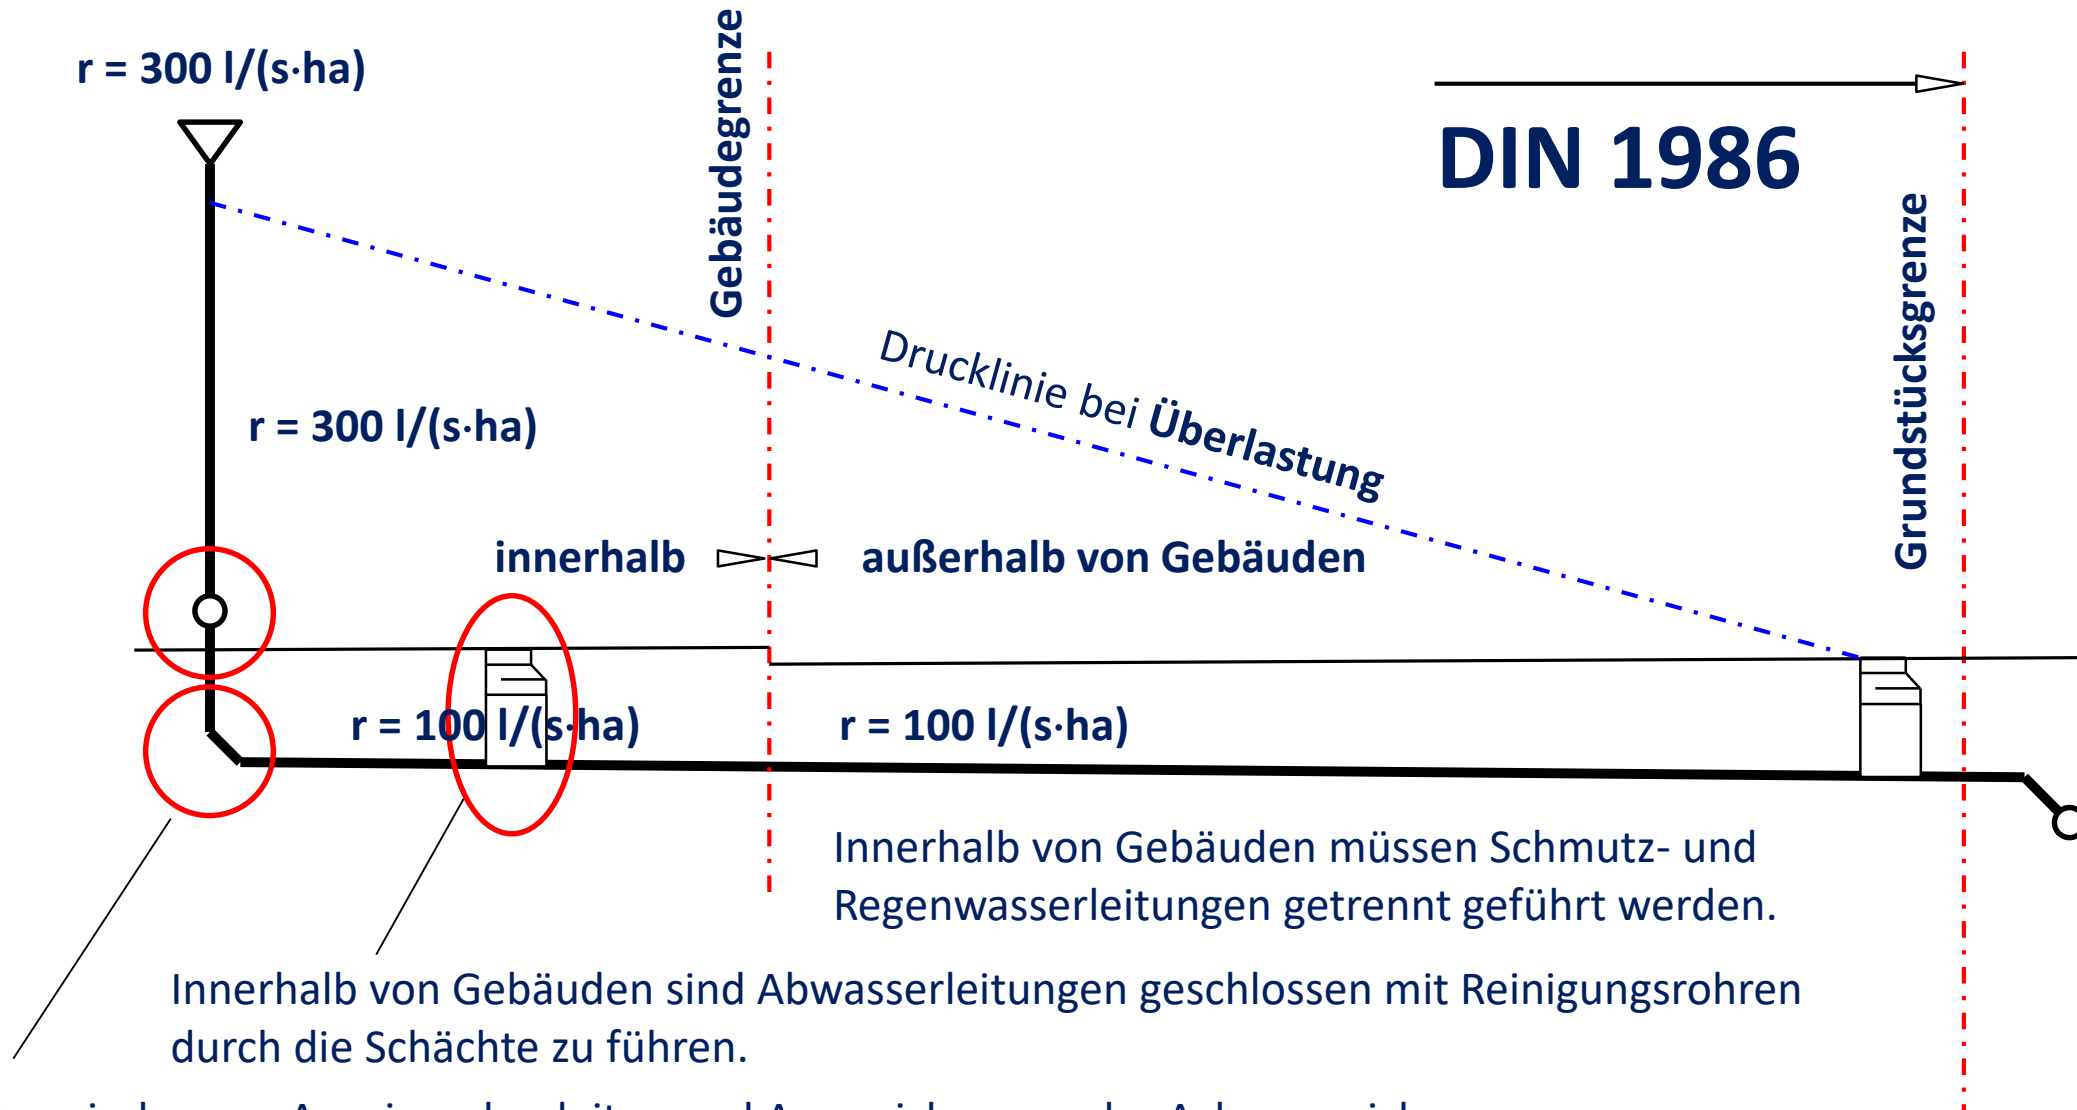 r = 300 l/(s·ha)
Gebäudegrenze
DIN 1986
Grundstücksgrenze
Drucklinie bei Überlastung
r = 300 l/(s·ha)
innerhalb
außerhalb von Gebäuden
r = 100 l/(s·ha)
r = 100 l/(s·ha)
Innerhalb von Gebäuden müssen Schmutz- und
Regenwasserleitungen getrennt geführt werden.
Innerhalb von Gebäuden sind Abwasserleitungen geschlossen mit Reinigungsrohren
durch die Schächte zu führen.